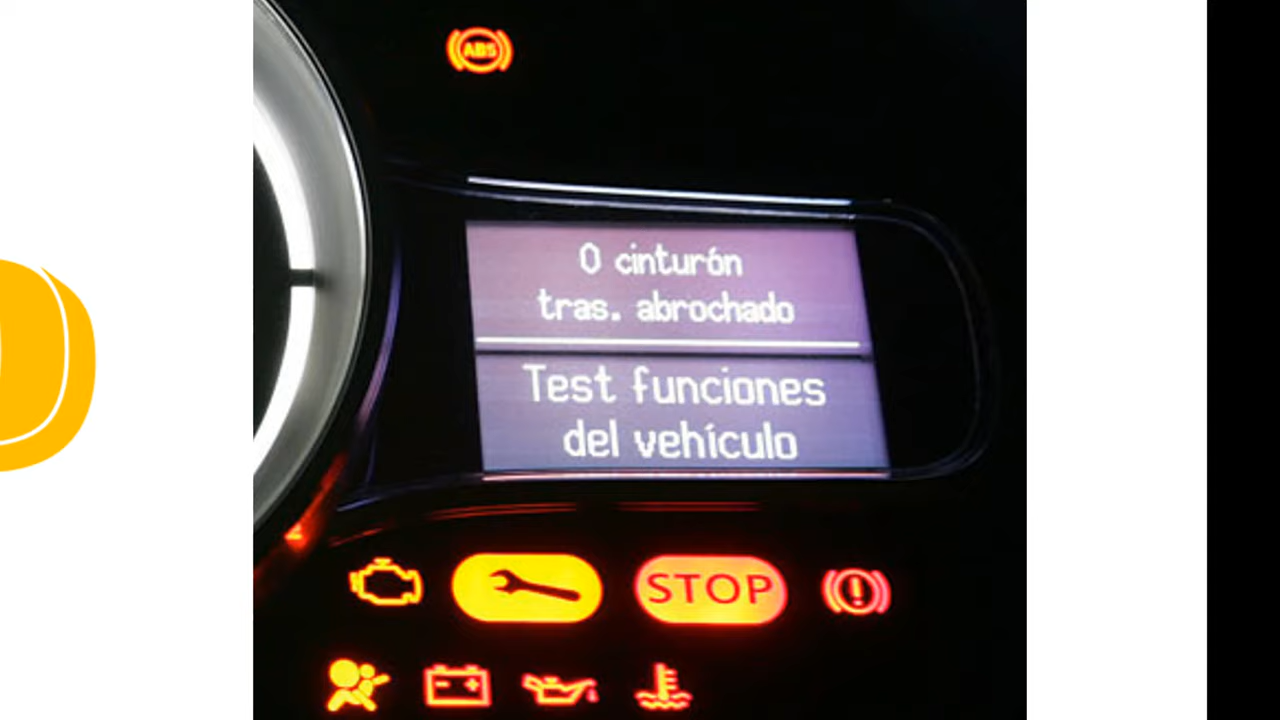 ABS
0 cinturón
tras. abrochado
Test funciones
del vehículo
STOP